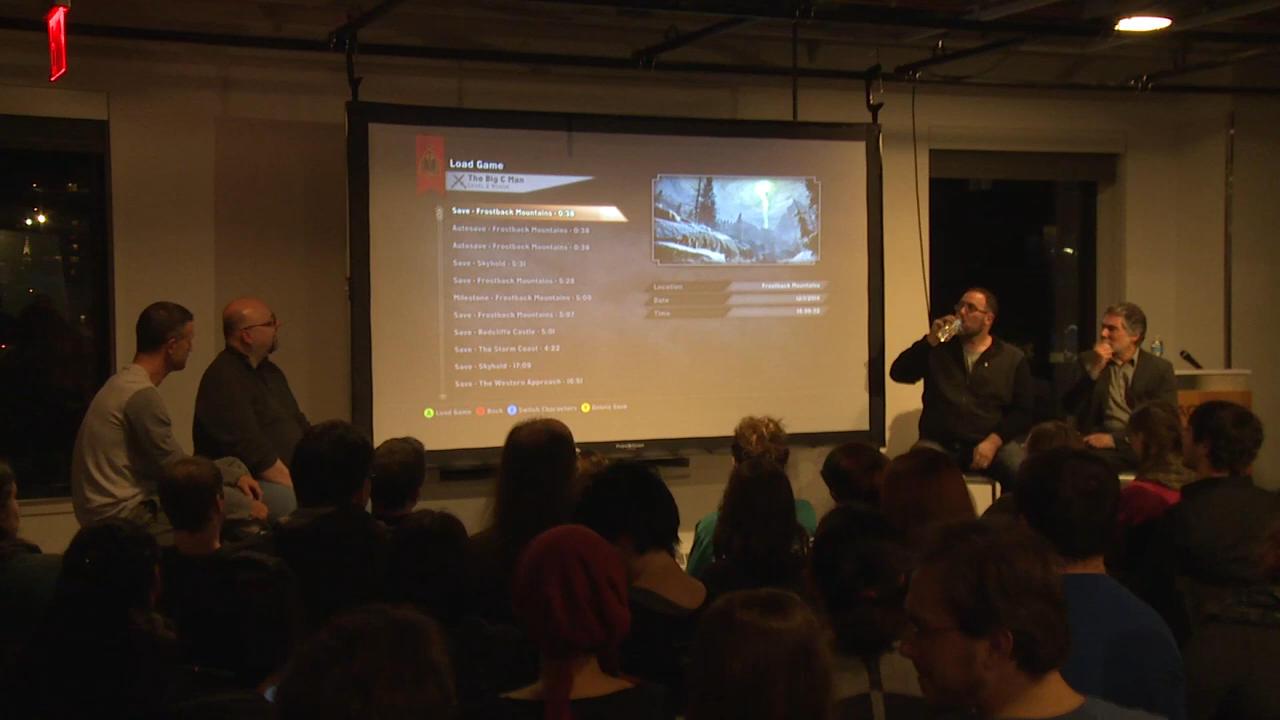 Load Game
The Big C Man
Save - Frostback Mountains - 0:38
Autosave - Frostback Mountains - 0:38
Autosave - Frostback Mountains - 0:38
Save - Skyhold - 5:31
Save - Frostback Mountains - 5:28
Milestone - Frostback Mountains - 5:09
Save - Frostback Mountains - 5:07
Save - Redcliffe Castle - 5:01
Save - The Storm Coast - 4:22
Save - Skyhold - 17:09
Save - The Western Approach - 16:51
Location Frostback Mountains
Date
Time
A Load Game B Back X Switch Characters Y Delete Save